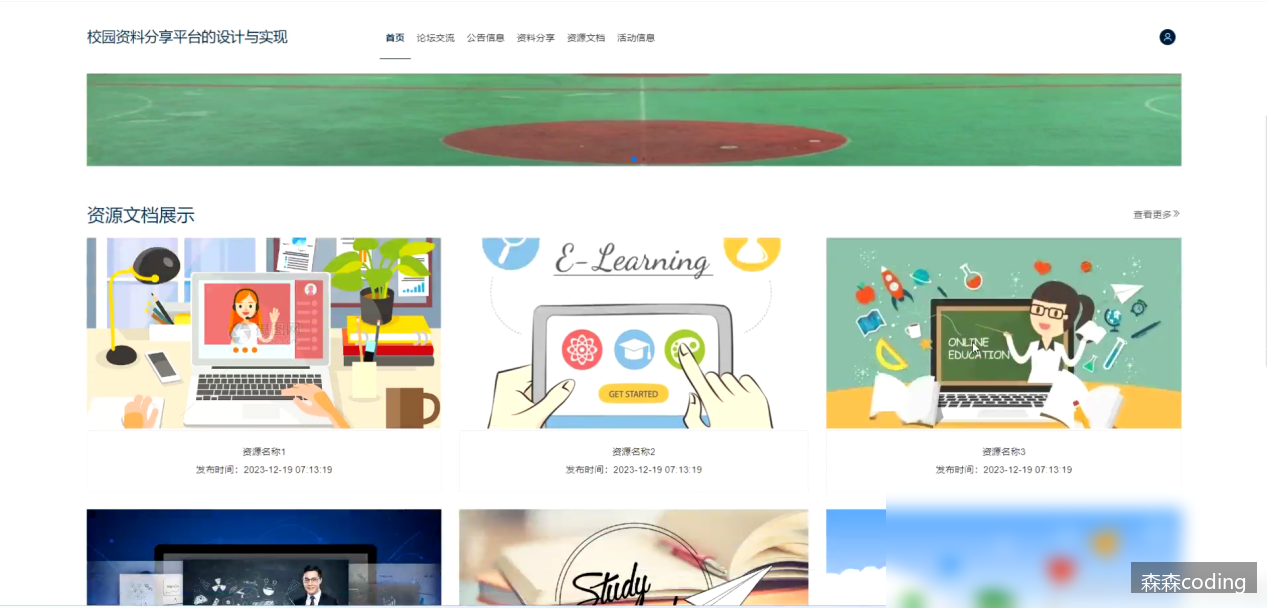 校园资料分享平台的设计与实现
首页 论坛交流 公告信息 资料分享 资源文档 活动信息
资源文档展示
查看更多
E-Learning
GET STARTED
ONLINE
EDUCATION
资源名称1
发布时间：2023-12-19 07:13:19
资源名称2
发布时间：2023-12-19 07:13:19
资源名称3
发布时间：2023-12-19 07:13:19
Study
森森coding